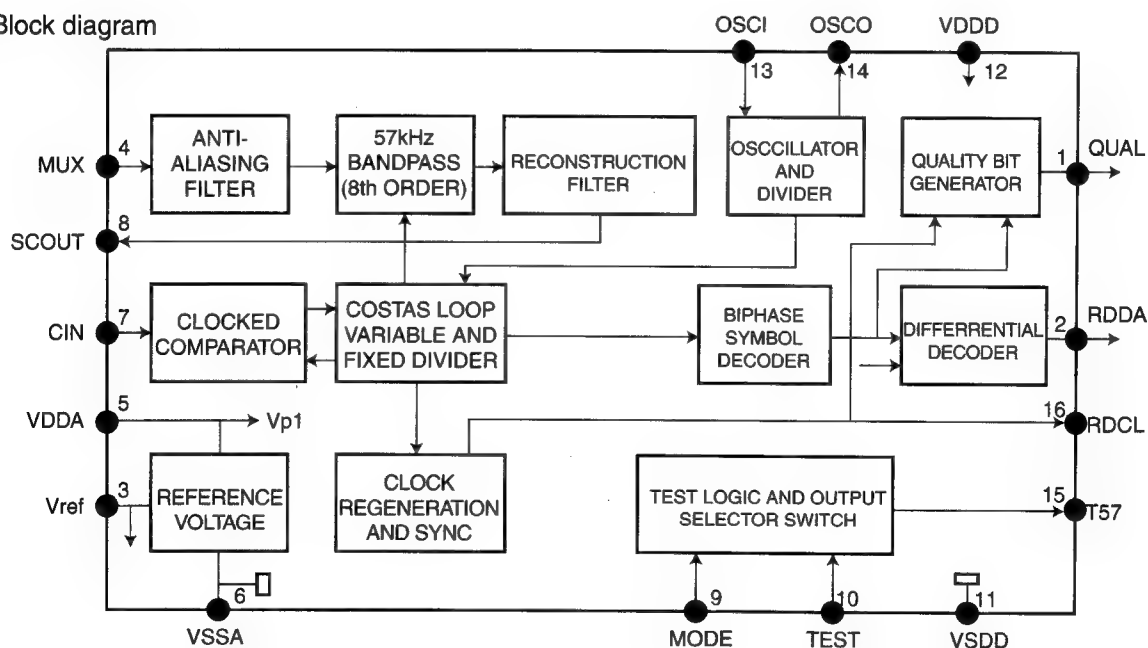 Block diagram
OSCI
OSCO
VDDD
13
14
12
MUX
4
ANTI-
ALIASING
FILTER
57kHz
BANDPASS
(8th ORDER)
RECONSTRUCTION
FILTER
OSCCILLATOR
AND
DIVIDER
QUALITY BIT
GENERATOR
1
QUAL
SCOUT
8
CIN
7
CLOCKED
COMPARATOR
COSTAS LOOP
VARIABLE AND
FIXED DIVIDER
BIPHASE
SYMBOL
DECODER
DIFFERRENTIAL
DECODER
2
RDDA
VDDA
5
Vp1
16
RDCL
Vref
3
REFERENCE
VOLTAGE
CLOCK
REGENERATION
AND SYNC
TEST LOGIC AND OUTPUT
SELECTOR SWITCH
15
T57
6
9
10
11
VSSA
MODE
TEST
VSDD